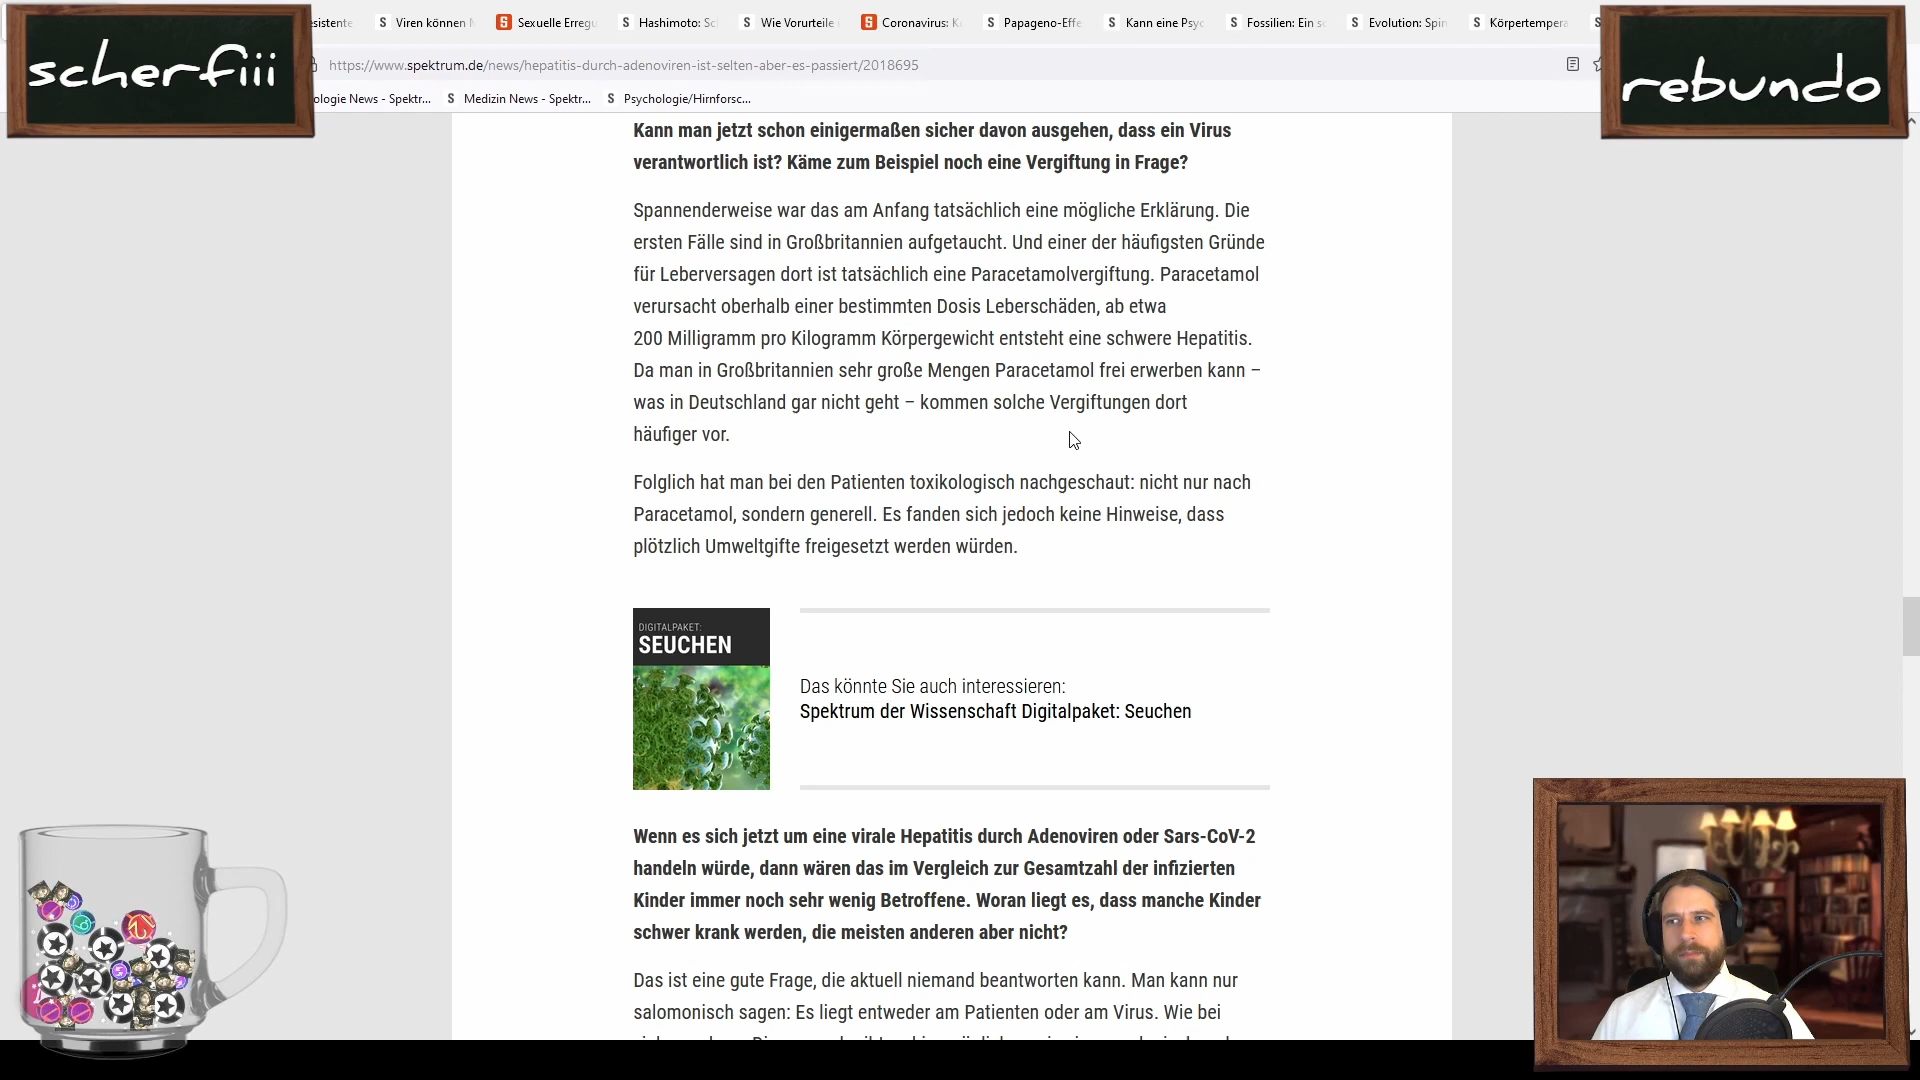 scherfiii
Viren können
Sexuelle Erregu
Hashimoto: Sc
Wie Vorurteile
Coronavirus: K
Papageno-Effe
Kann eine Psyc
Fossilien: Ein s
Evolution: Spin
Körpertempera
rebundo
https://www.spektrum.de/news/hepatitis-durch-adenoviren-ist-selten-aber-es-passiert/2018695
ologie News - Spektr...
Medizin News - Spektr...
Psychologie/Hirnforsc...
Kann man jetzt schon einigermaßen sicher davon ausgehen, dass ein Virus
verantwortlich ist? Käme zum Beispiel noch eine Vergiftung in Frage?
Spannenderweise war das am Anfang tatsächlich eine mögliche Erklärung. Die
ersten Fälle sind in Großbritannien aufgetaucht. Und einer der häufigsten Gründe
für Leberversagen dort ist tatsächlich eine Paracetamolvergiftung. Paracetamol
verursacht oberhalb einer bestimmten Dosis Leberschäden, ab etwa
200 Milligramm pro Kilogramm Körpergewicht entsteht eine schwere Hepatitis.
Da man in Großbritannien sehr große Mengen Paracetamol frei erwerben kann –
was in Deutschland gar nicht geht – kommen solche Vergiftungen dort
häufiger vor.
Folglich hat man bei den Patienten toxikologisch nachgeschaut: nicht nur nach
Paracetamol, sondern generell. Es fanden sich jedoch keine Hinweise, dass
plötzlich Umweltgifte freigesetzt werden würden.
DIGITALPAKET:
SEUCHEN
Das könnte Sie auch interessieren:
Spektrum der Wissenschaft Digitalpaket: Seuchen
Wenn es sich jetzt um eine virale Hepatitis durch Adenoviren oder Sars-CoV-2
handeln würde, dann wären das im Vergleich zur Gesamtzahl der infizierten
Kinder immer noch sehr wenig Betroffene. Woran liegt es, dass manche Kinder
schwer krank werden, die meisten anderen aber nicht?
Das ist eine gute Frage, die aktuell niemand beantworten kann. Man kann nur
salomonisch sagen: Es liegt entweder am Patienten oder am Virus. Wie bei